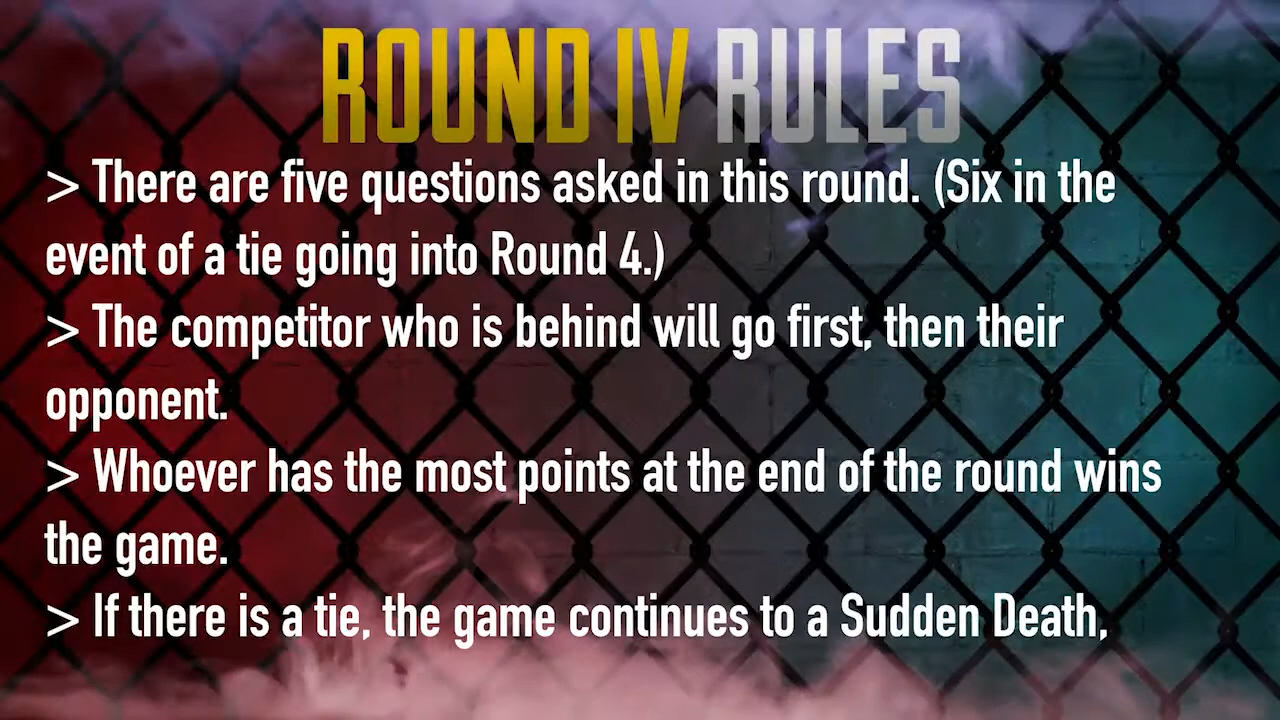 ROUND IV RULES
> There are five questions asked in this round. (Six in the
event of a tie going into Round 4.)
> The competitor who is behind will go first, then their
opponent.
> Whoever has the most points at the end of the round wins
the game.
> If there is a tie, the game continues to a Sudden Death,